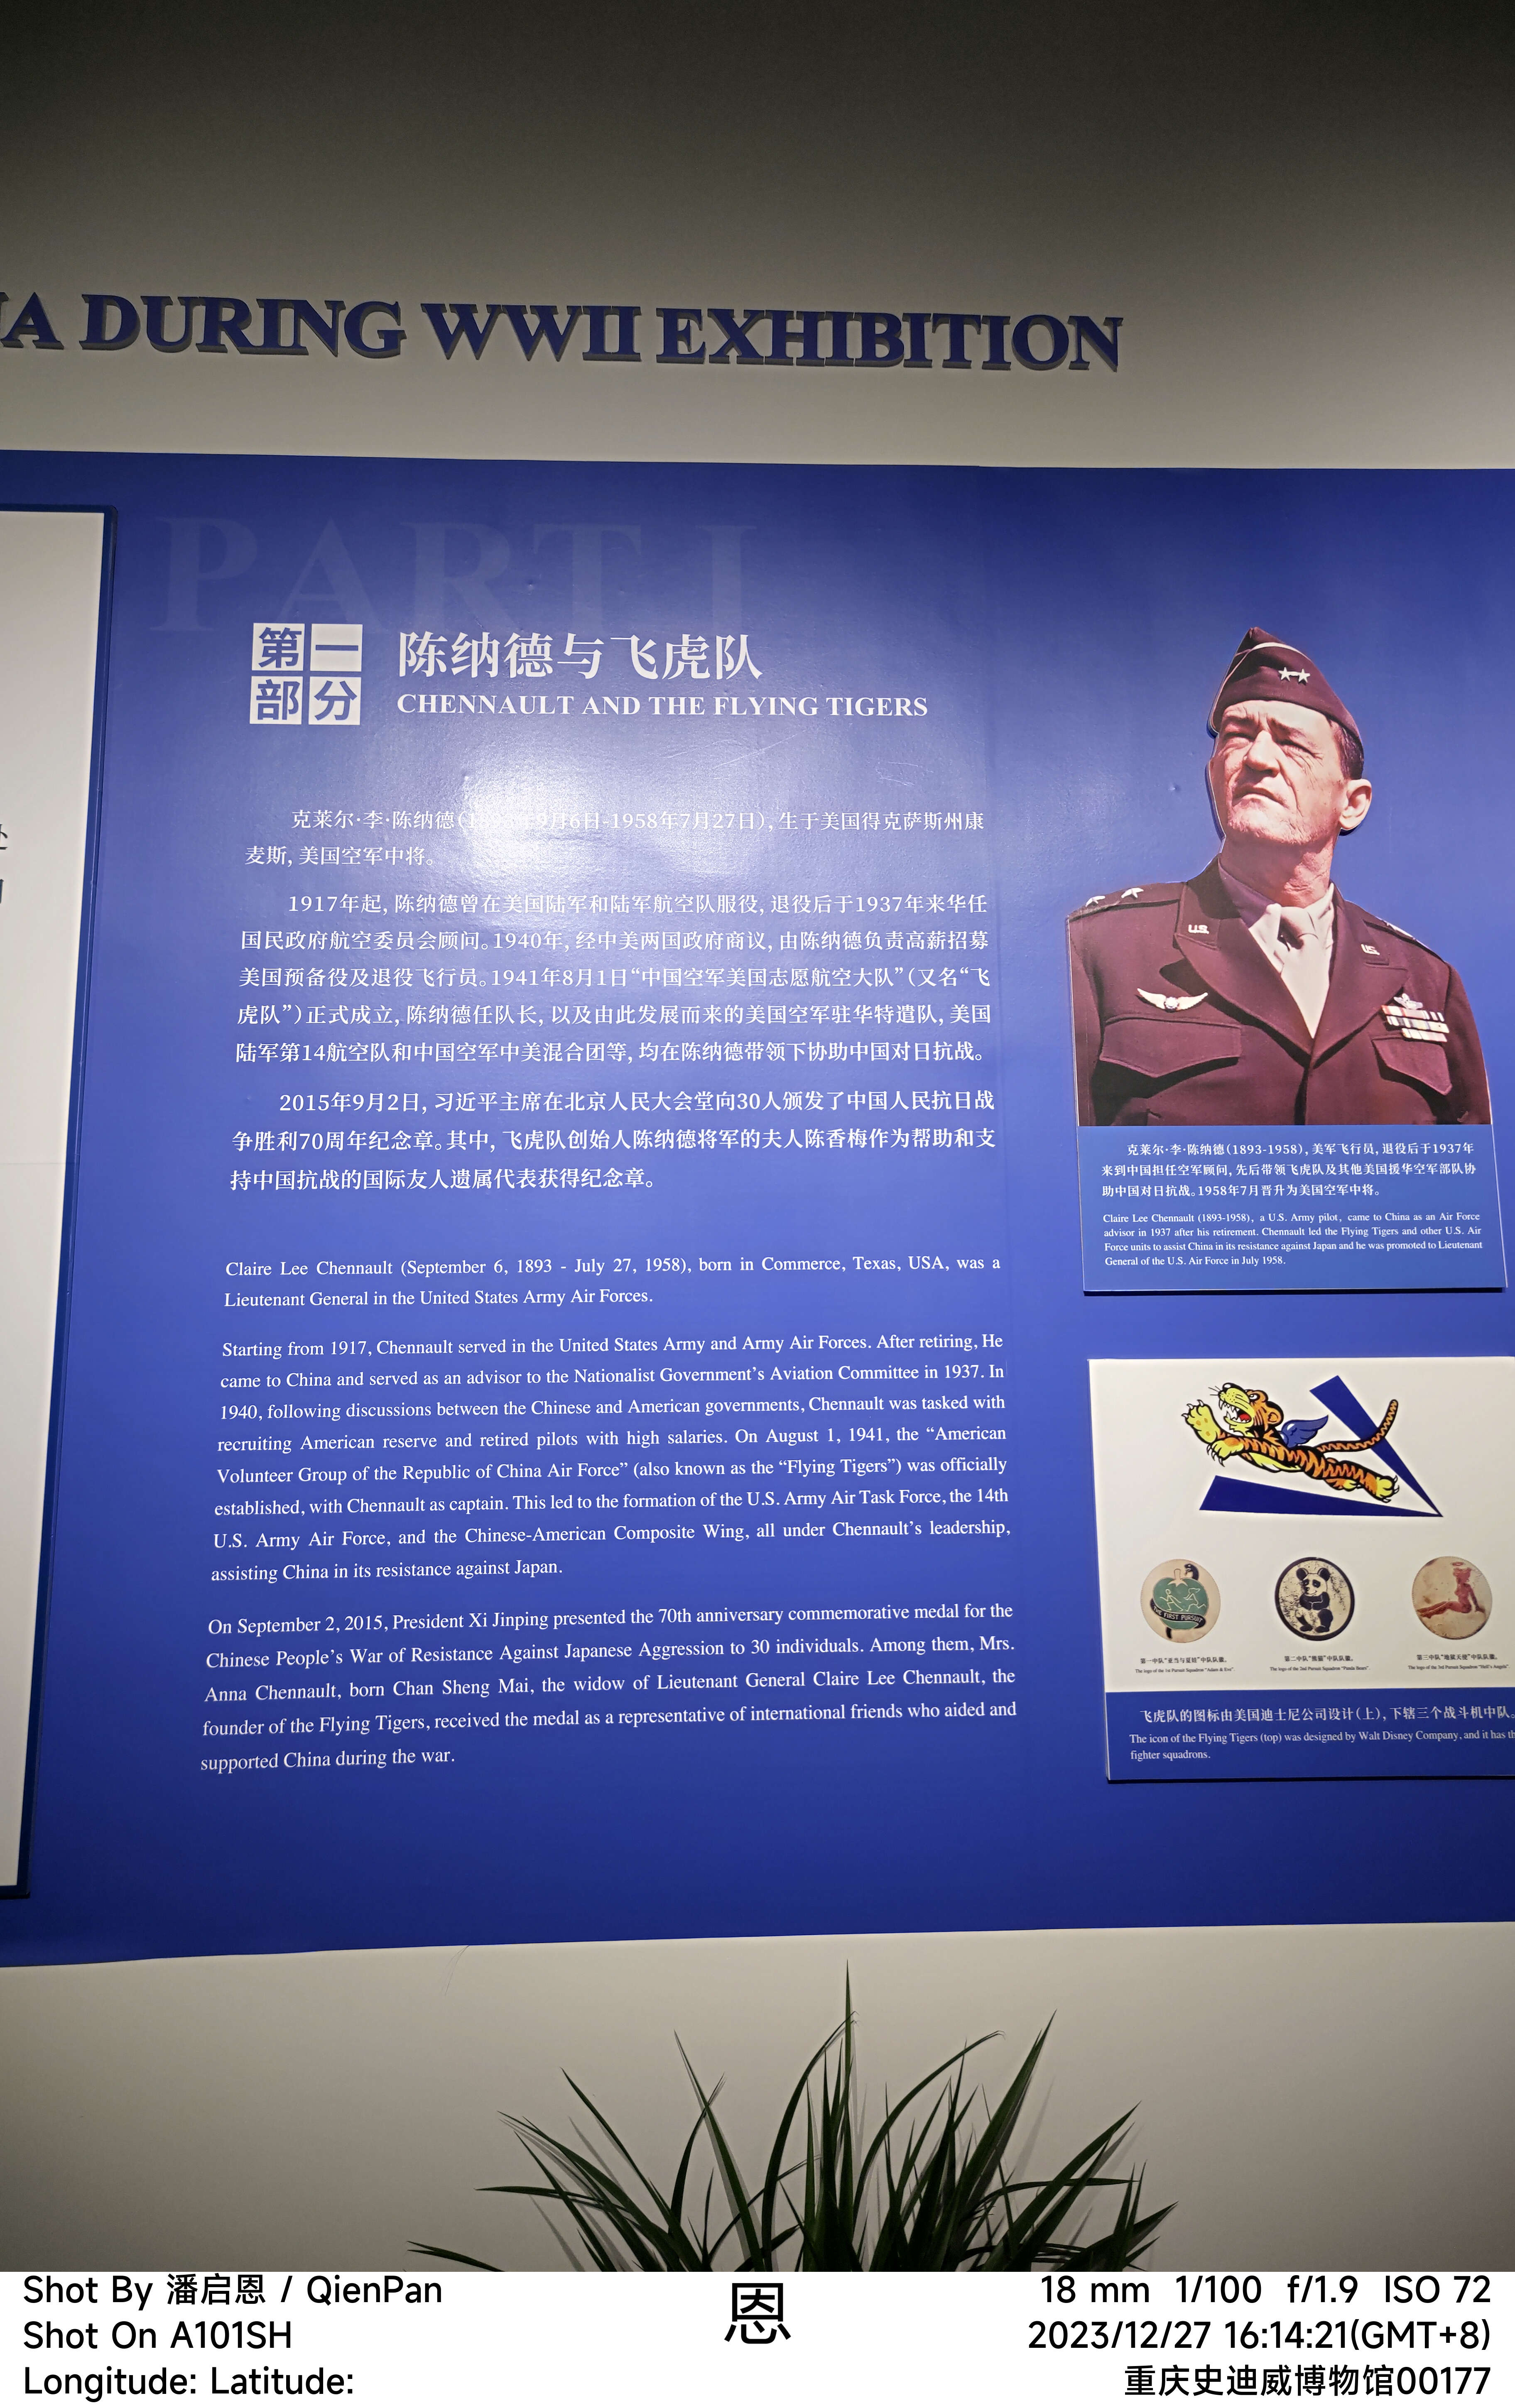 A DURING WWII EXHIBITION
PART I
第一
部分
陈纳德与飞虎队
CHENNAULT AND THE FLYING TIGERS
克莱尔·李·陈纳德(1893年9月6日-1958年7月27日),生于美国得克萨斯州康
麦斯,美国空军中将。
1917年起,陈纳德曾在美国陆军和陆军航空队服役,退役后于1937年来华任
国民政府航空委员会顾问。1940年,经中美两国政府商议,由陈纳德负责高薪招募
美国预备役及退役飞行员。1941年8月1日“中国空军美国志愿航空大队”(又名“飞
虎队”)正式成立,陈纳德任队长,以及由此发展而来的美国空军驻华特遣队,美国
陆军第14航空队和中国空军中美混合团等,均在陈纳德带领下协助中国对日抗战。
2015年9月2日,习近平主席在北京人民大会堂向30人颁发了中国人民抗日战
争胜利70周年纪念章。其中,飞虎队创始人陈纳德将军的夫人陈香梅作为帮助和支
持中国抗战的国际友人遗属代表获得纪念章。
Claire Lee Chennault (September 6, 1893 - July 27, 1958), born in Commerce, Texas, USA, was a
Lieutenant General in the United States Army Air Forces.
Starting from 1917, Chennault served in the United States Army and Army Air Forces. After retiring, He
came to China and served as an advisor to the Nationalist Government’s Aviation Committee in 1937. In
1940, following discussions between the Chinese and American governments, Chennault was tasked with
recruiting American reserve and retired pilots with high salaries. On August 1, 1941, the “American
Volunteer Group of the Republic of China Air Force” (also known as the “Flying Tigers”) was officially
established, with Chennault as captain. This led to the formation of the U.S. Army Air Task Force, the 14th
U.S. Army Air Force, and the Chinese-American Composite Wing, all under Chennault’s leadership,
assisting China in its resistance against Japan.
On September 2, 2015, President Xi Jinping presented the 70th anniversary commemorative medal for the
Chinese People’s War of Resistance Against Japanese Aggression to 30 individuals. Among them, Mrs.
Anna Chennault, born Chan Sheng Mai, the widow of Lieutenant General Claire Lee Chennault, the
founder of the Flying Tigers, received the medal as a representative of international friends who aided and
supported China during the war.
U.S.
U.S.
克莱尔·李·陈纳德(1893-1958),美军飞行员,退役后于1937年
来到中国担任空军顾问,先后带领飞虎队及其他美国援华空军部队协
助中国对日抗战。1958年7月晋升为美国空军中将。
Claire Lee Chennault (1893-1958), a U.S. Army pilot, came to China as an Air Force
advisor in 1937 after his retirement. Chennault led the Flying Tigers and other U.S. Air
Force units to assist China in its resistance against Japan and he was promoted to Lieutenant
General of the U.S. Air Force in July 1958.
THE FIRST PURSUIT
第一中队“亚当与夏娃”中队队徽。
The logo of the 1st Pursuit Squadron "Adam & Eve".
第二中队“熊猫”中队队徽。
The logo of the 2nd Pursuit Squadron "Panda Bears".
第三中队“地狱天使”中队队徽。
The logo of the 3rd Pursuit Squadron "Hell's Angels".
飞虎队的图标由美国迪士尼公司设计(上),下辖三个战斗机中队。
The icon of the Flying Tigers (top) was designed by Walt Disney Company, and it has th
fighter squadrons.
Shot By 潘启恩 / QienPan
Shot On A101SH
Longitude: Latitude:
恩
18 mm 1/100 f/1.9 ISO 72
2023/12/27 16:14:21(GMT+8)
重庆史迪威博物馆00177